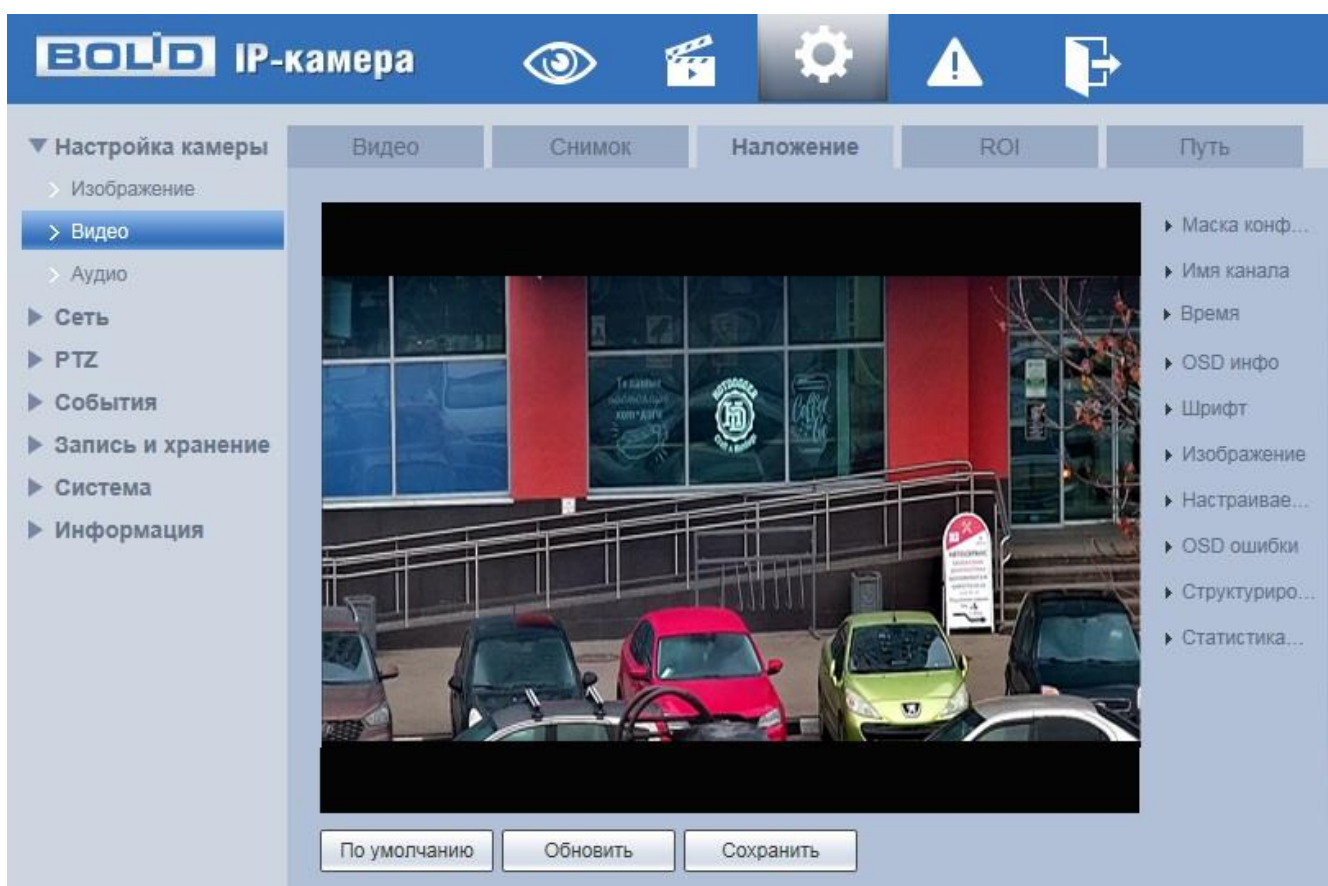 BOLID IP-камера
Настройка камеры
Изображение
Видео
Аудио
Сеть
PTZ
События
Запись и хранение
Система
Информация
Видео Снимок Наложение ROI Путь
HOTDOGGER
HD
Маска конф...
Имя канала
Время
OSD инфо
Шрифт
Изображение
Настраивае...
OSD ошибки
Структуриро...
Статистика...
По умолчанию Обновить Сохранить